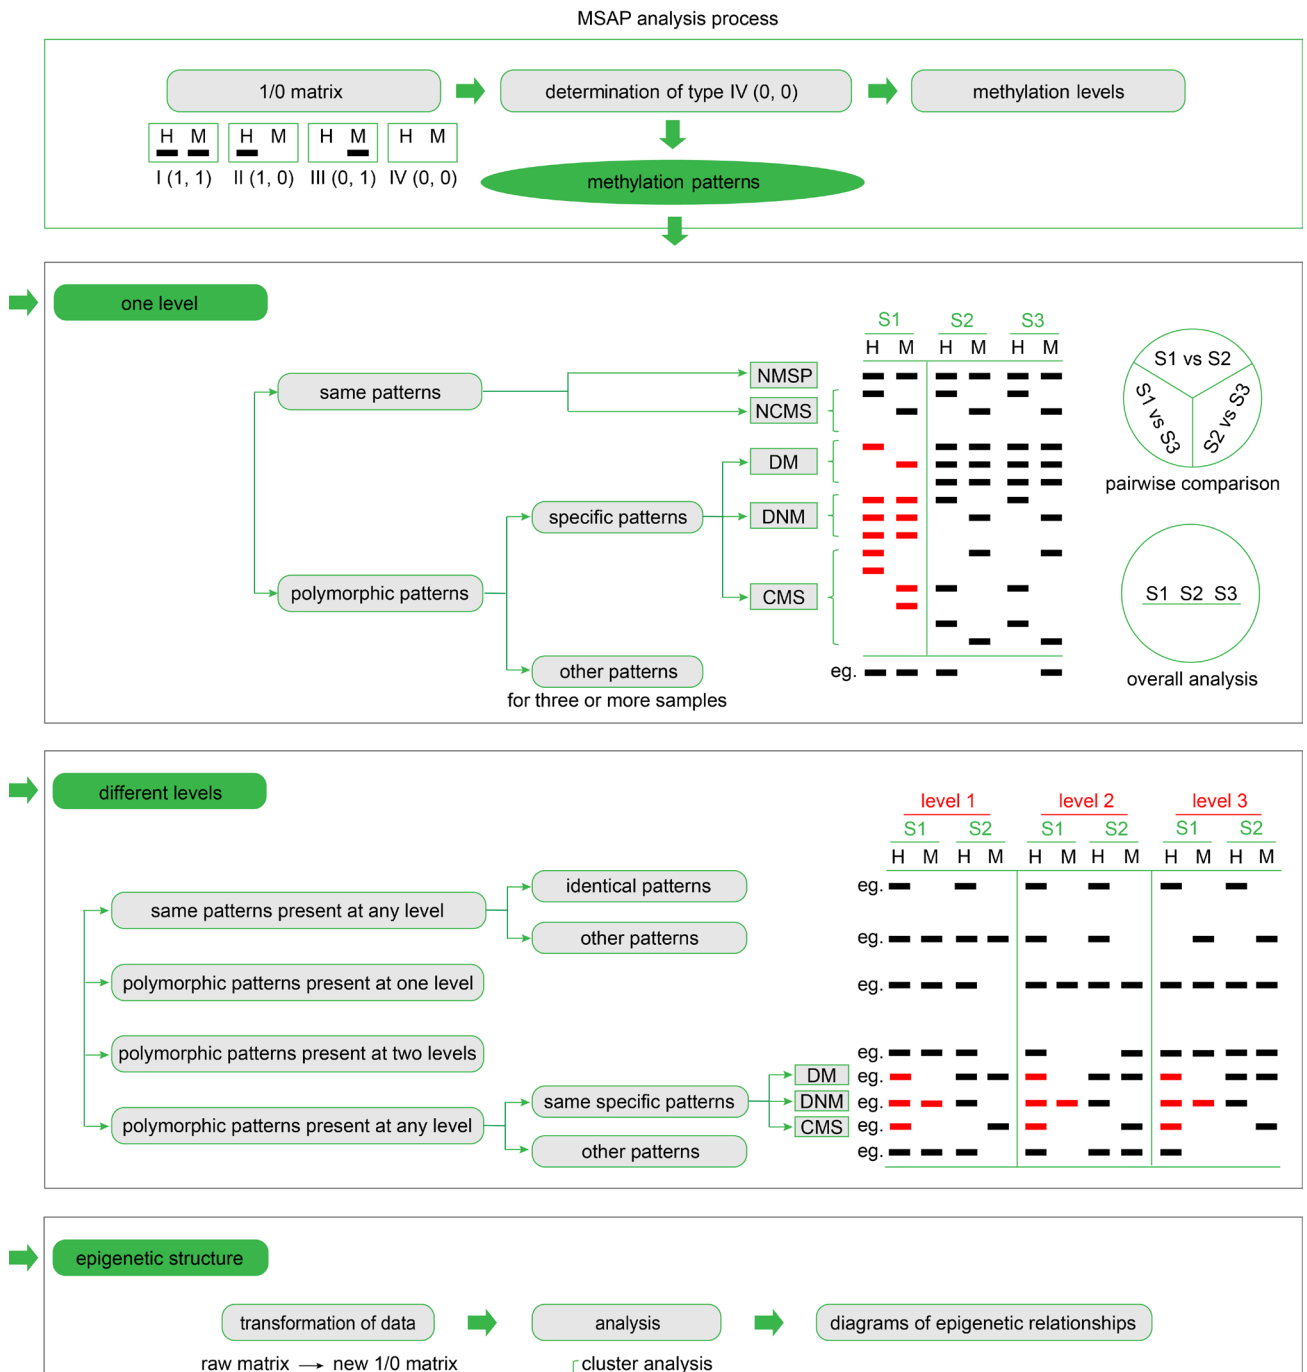 MSAP analysis process
1/0 matrix
determination of type IV (0, 0)
methylation levels
H M H M H M H M
I (1, 1) II (1, 0) III (0, 1) IV (0, 0)
methylation patterns
one level
S1 S2 S3
H M H M H M
same patterns
NMSP
NCMS
DM
specific patterns
DNM
polymorphic patterns
CMS
other patterns
for three or more samples
eg.
S1 vs S2
S1 vs S3
S2 vs S3
pairwise comparison
S1 S2 S3
overall analysis
different levels
level 1 level 2 level 3
S1 S2 S1 S2 S1 S2
H M H M H M H M H M H M
identical patterns
eg.
same patterns present at any level
other patterns
eg.
polymorphic patterns present at one level
eg.
polymorphic patterns present at two levels
eg.
DM
eg.
same specific patterns
DNM
eg.
polymorphic patterns present at any level
CMS
eg.
other patterns
eg.
epigenetic structure
transformation of data
analysis
diagrams of epigenetic relationships
raw matrix → new 1/0 matrix
cluster analysis